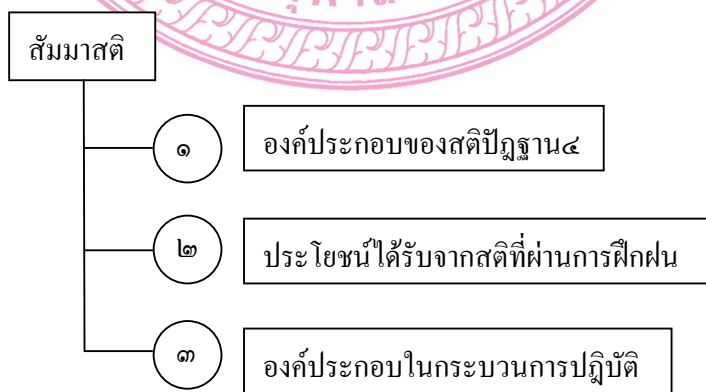 สัมมาสติ
๑ องค์ประกอบของสติปัฎฐาน๔
๒ ประโยชน์ได้รับจากสติที่ผ่านการฝึกฝน
๓ องค์ประกอบในกระบวนการปฎิบัติ